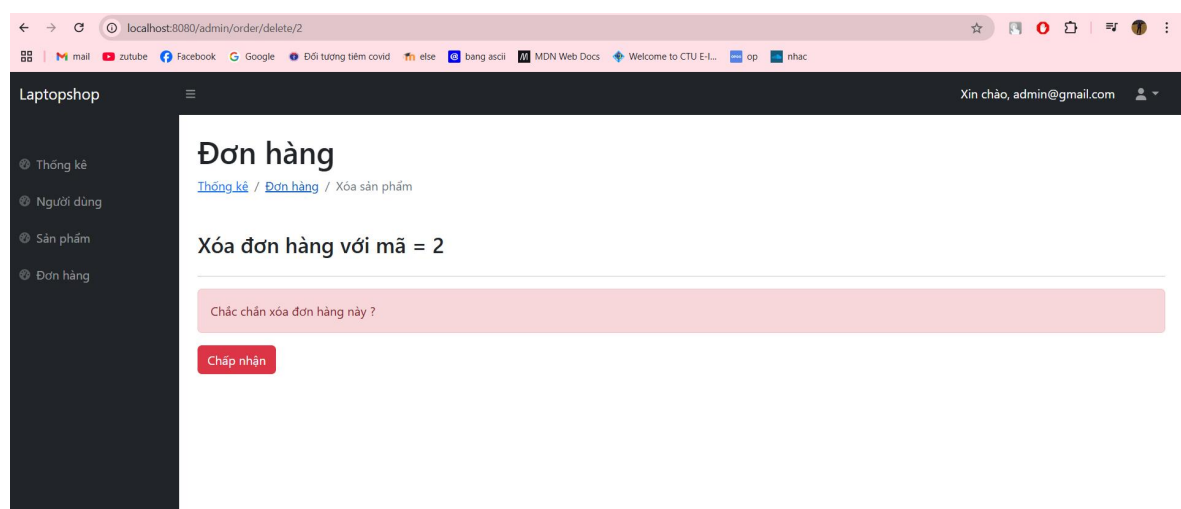 localhost:8080/admin/order/delete/2
mail zutube Facebook Google Đối tượng tiêm covid else bang ascii MDN Web Docs Welcome to CTU E-l... op nhac
Laptopshop Xin chào, admin@gmail.com
Đơn hàng
Thống kê / Đơn hàng / Xóa sản phẩm
Thống kê
Người dùng
Sản phẩm
Đơn hàng
Xóa đơn hàng với mã = 2
Chắc chắn xóa đơn hàng này ?
Chấp nhận